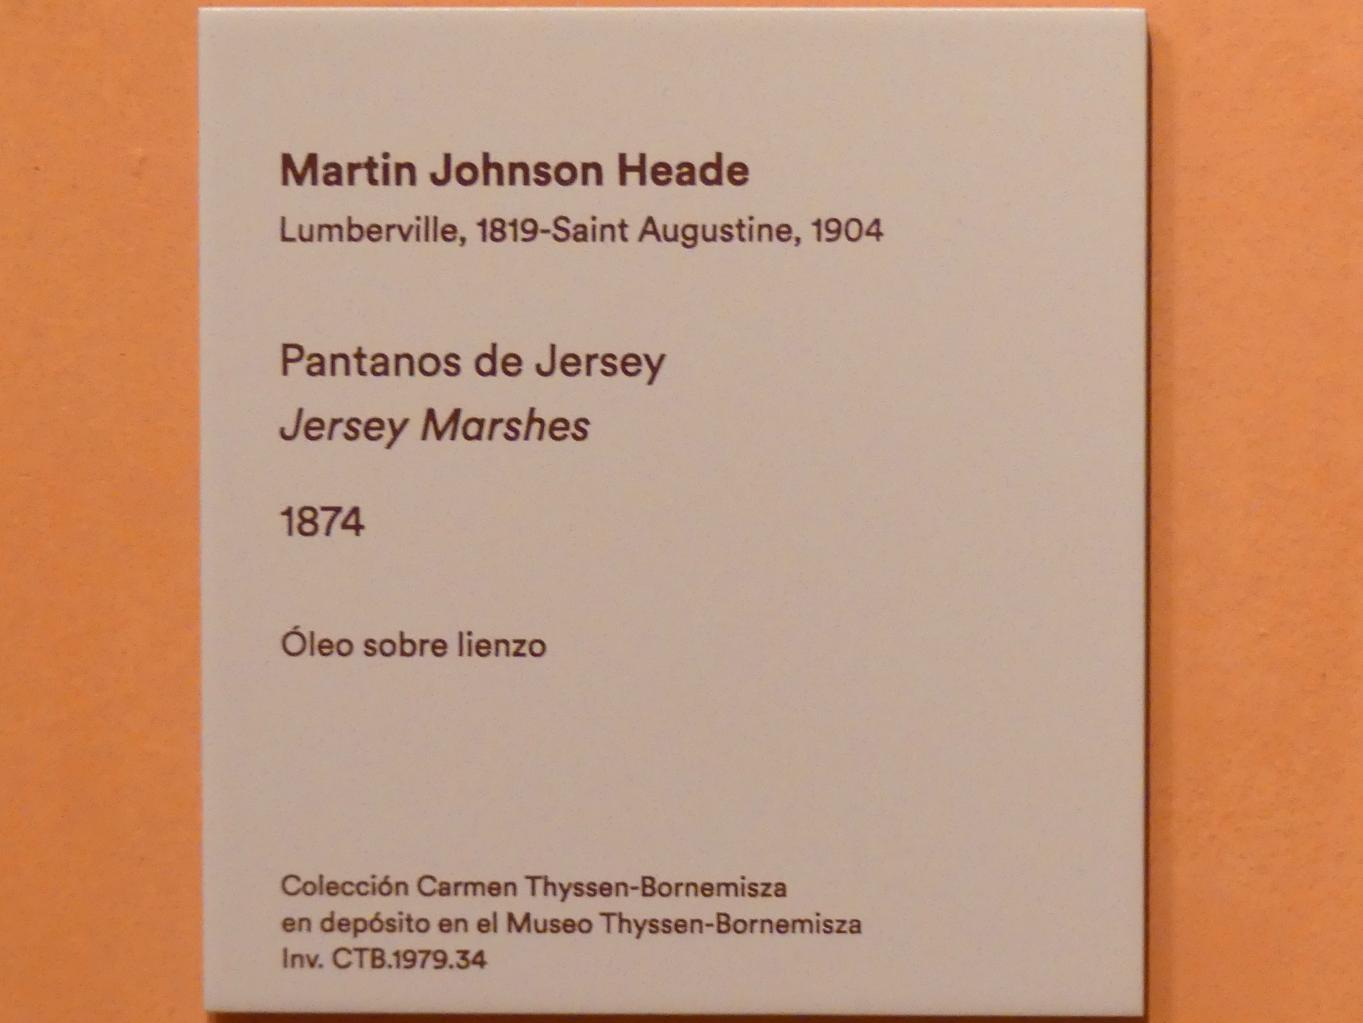 Martin Johnson Heade
Lumberville, 1819-Saint Augustine, 1904
Pantanos de Jersey
Jersey Marshes
1874
Óleo sobre lienzo
Colección Carmen Thyssen-Bornemisza
en depósito en el Museo Thyssen-Bornemisza
Inv. CTB.1979.34